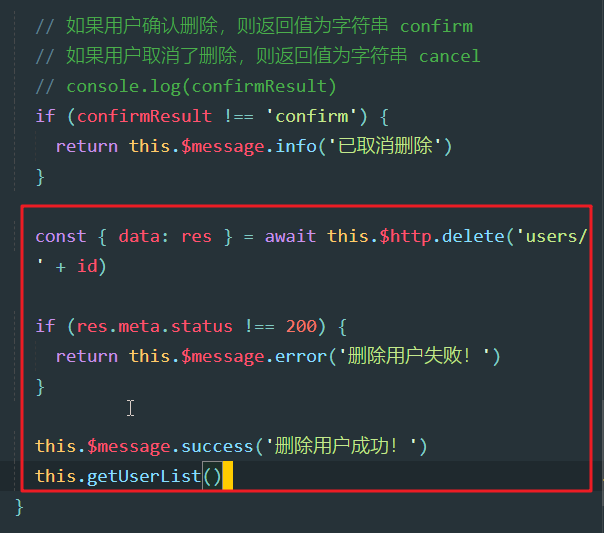 // 如果用户确认删除，则返回值为字符串 confirm
// 如果用户取消了删除，则返回值为字符串 cancel
// console.log(confirmResult)
if (confirmResult !== 'confirm') {
return this.$message.info('已取消删除')
}
const { data: res } = await this.$http.delete('users/
' + id)
if (res.meta.status !== 200) {
return this.$message.error('删除用户失败！')
}
this.$message.success('删除用户成功！')
this.getUserList()
}